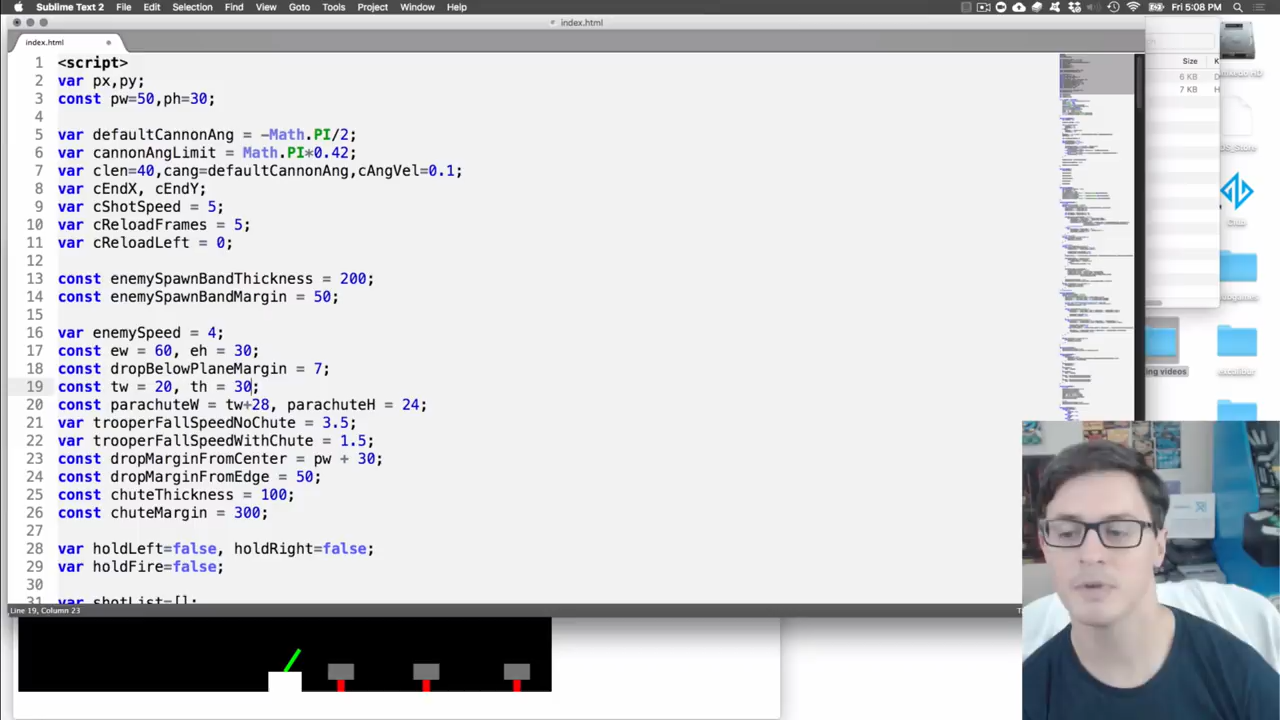 Sublime Text 2 File Edit Selection Find View Goto Tools Project Window Help
Fri 5:08 PM
index.html
index.html
1 <script>
2 var px,py;
3 const pw=50,ph=30;
4
5 var defaultCannonAng = -Math.PI/2;
6 var cannonAngLimit = Math.PI*0.42;
7 var clen=40,cang=defaultCannonAng,cAngVel=0.1;
8 var cEndX, cEndY;
9 var cShotSpeed = 5;
10 var cReloadFrames = 5;
11 var cReloadLeft = 0;
12
13 const enemySpawnBandThickness = 200;
14 const enemySpawnBandMargin = 50;
15
16 var enemySpeed = 4;
17 const ew = 60, eh = 30;
18 const dropBelowPlaneMargin = 7;
19 const tw = 20, th = 30;
20 const parachuteW = tw+28, parachuteH = 24;
21 var trooperFallSpeedNoChute = 3.5;
22 var trooperFallSpeedWithChute = 1.5;
23 const dropMarginFromCenter = pw + 30;
24 const dropMarginFromEdge = 50;
25 const chuteThickness = 100;
26 const chuteMargin = 300;
27
28 var holdLeft=false, holdRight=false;
29 var holdFire=false;
30
31 var shotList=[];
Line 19, Column 23
Size K
6 KB D
7 KB H
DS_Store
Club
excalibur
ing videos